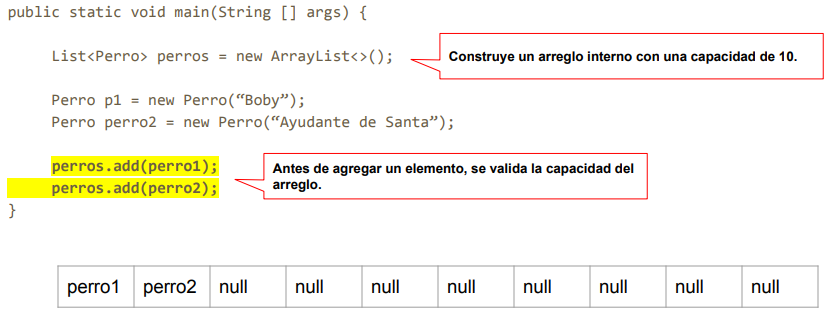 public static void main(String [] args) {
List<Perro> perros = new ArrayList<>();
Construye un arreglo interno con una capacidad de 10.
Perro p1 = new Perro(“Boby”);
Perro perro2 = new Perro(“Ayudante de Santa”);
perros.add(perro1);
perros.add(perro2);
Antes de agregar un elemento, se valida la capacidad del
arreglo.
}
perro1 perro2 null null null null null null null null